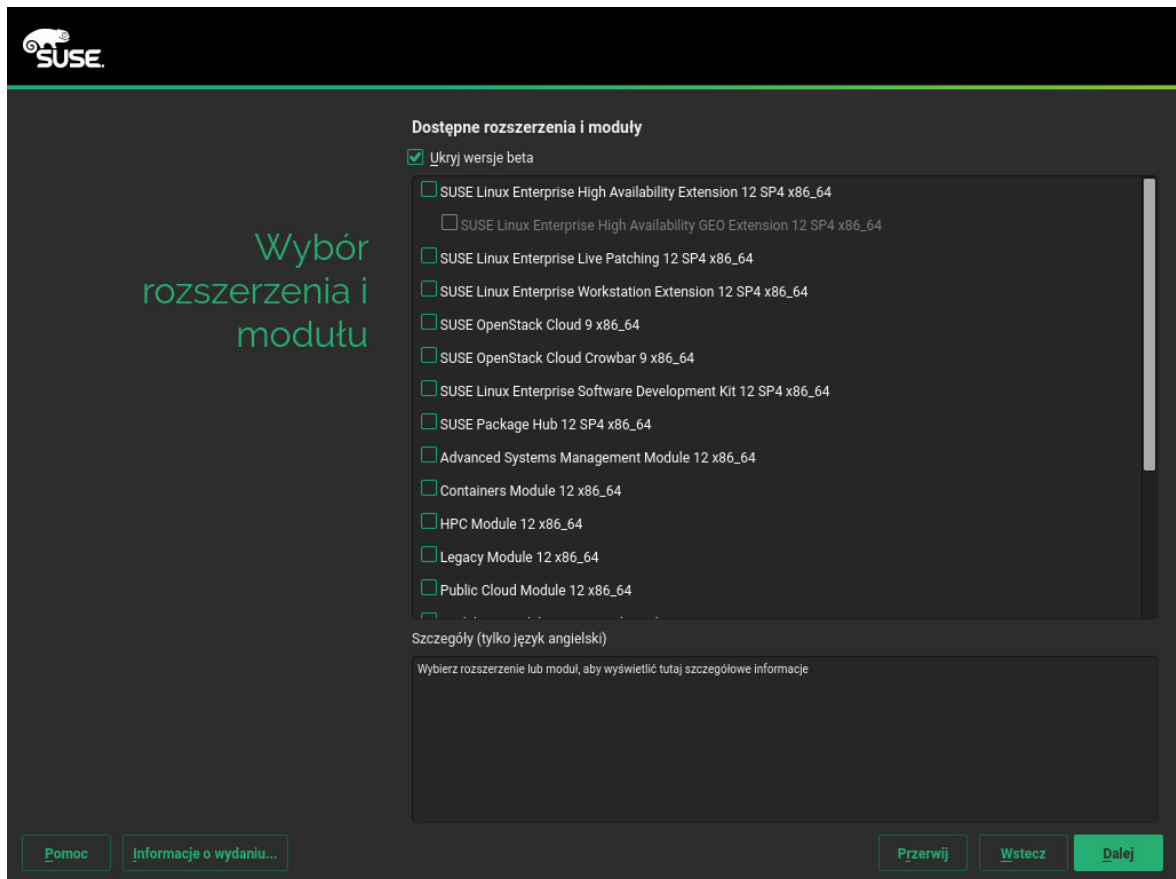 SUSE.
Dostępne rozszerzenia i moduły
Ukryj wersje beta
Wybór
rozszerzenia i
modułu
SUSE Linux Enterprise High Availability Extension 12 SP4 x86_64
SUSE Linux Enterprise High Availability GEO Extension 12 SP4 x86_64
SUSE Linux Enterprise Live Patching 12 SP4 x86_64
SUSE Linux Enterprise Workstation Extension 12 SP4 x86_64
SUSE OpenStack Cloud 9 x86_64
SUSE OpenStack Cloud Crowbar 9 x86_64
SUSE Linux Enterprise Software Development Kit 12 SP4 x86_64
SUSE Package Hub 12 SP4 x86_64
Advanced Systems Management Module 12 x86_64
Containers Module 12 x86_64
HPC Module 12 x86_64
Legacy Module 12 x86_64
Public Cloud Module 12 x86_64
Szczegóły (tylko język angielski)
Wybierz rozszerzenie lub moduł, aby wyświetlić tutaj szczegółowe informacje
Pomoc
Informacje o wydaniu...
Przerwij
Wstecz
Dalej